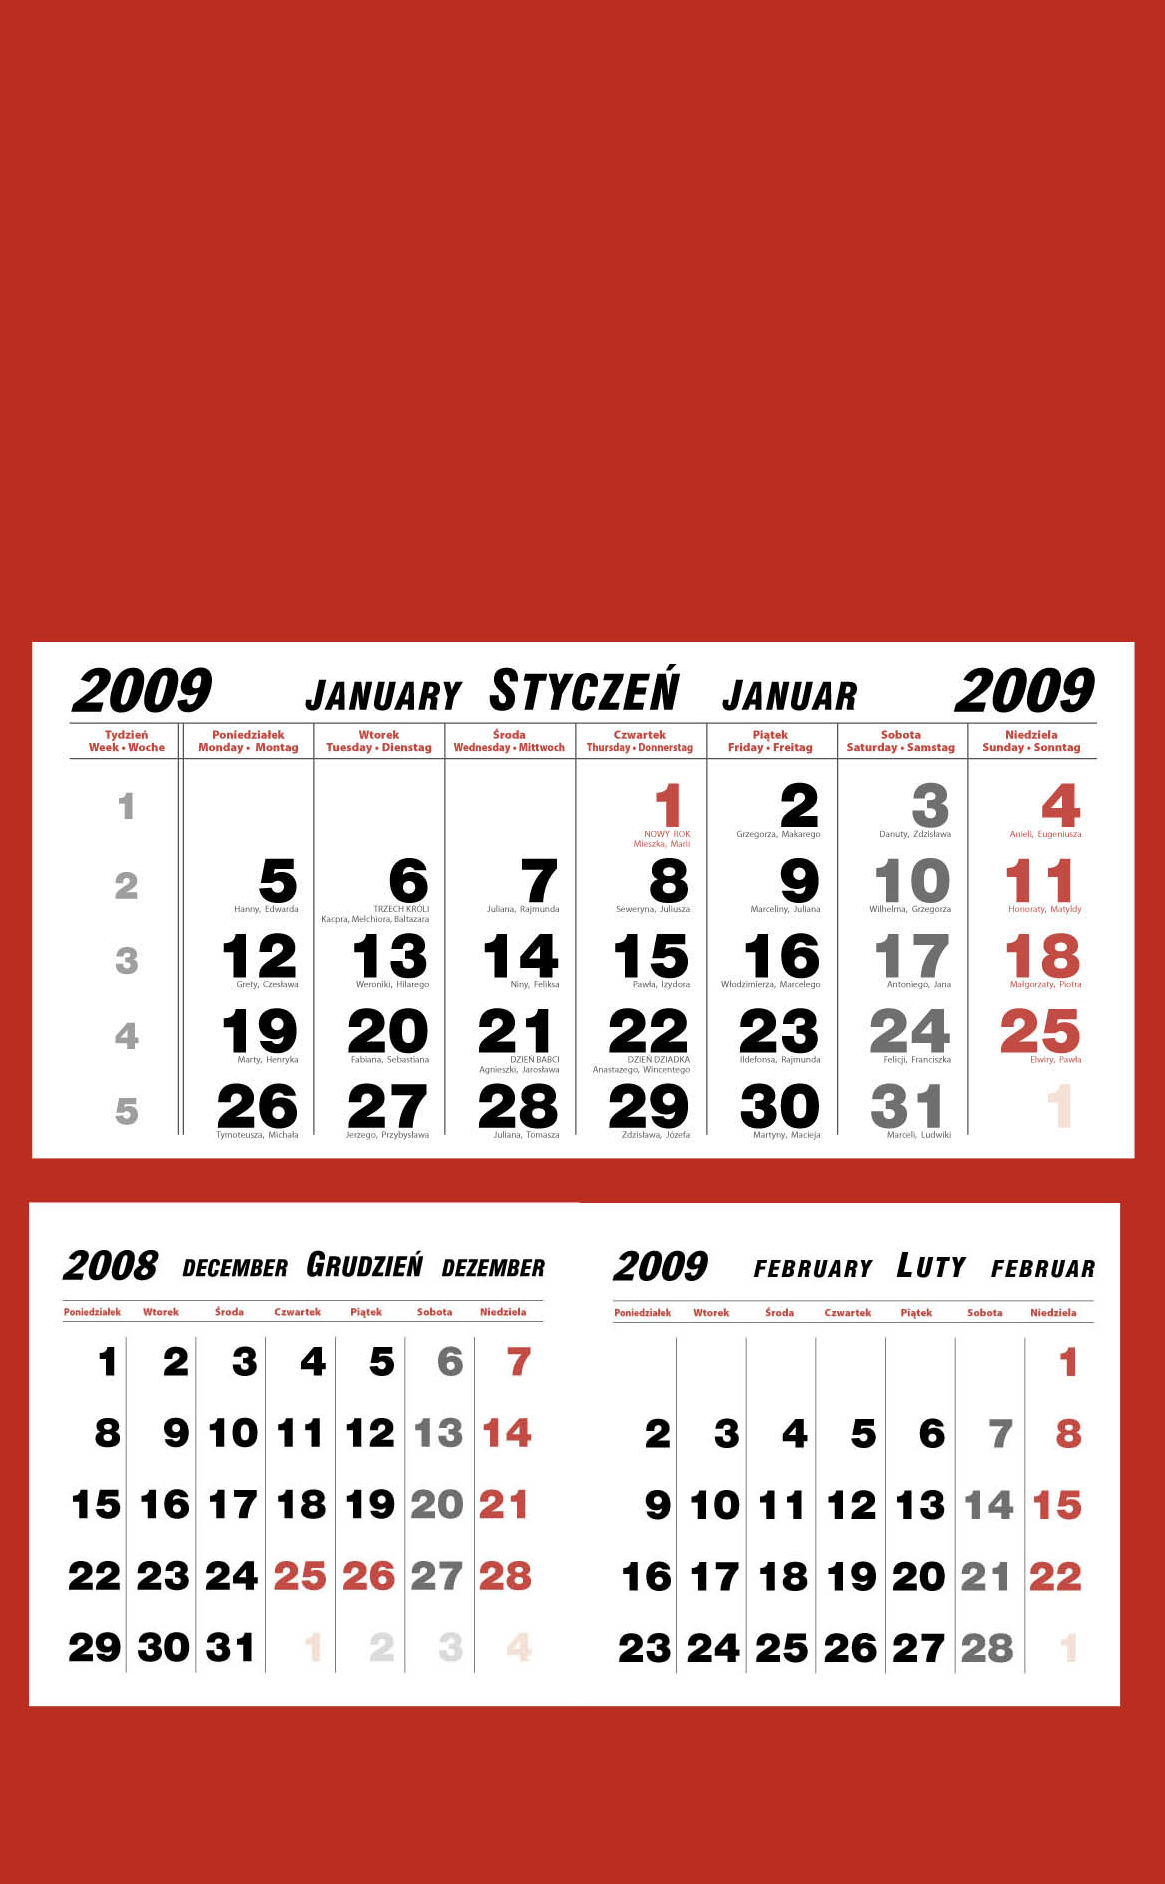 2009 JANUARY STYCZEŃ JANUAR 2009
Tydzień Poniedziałek Wtorek Środa Czwartek Piątek Sobota Niedziela
Week • Woche Monday • Montag Tuesday • Dienstag Wednesday • Mittwoch Thursday • Donnerstag Friday • Freitag Saturday • Samstag Sunday • Sonntag
1 1 2 3 4
NOWY ROK Grzegorza, Makarego Danuty, Zdzisława Anieli, Eugeniusza
Mieszka, Marii
2 5 6 7 8 9 10 11
Hanny, Edwarda TRZECH KRÓLI Juliana, Rajmunda Seweryna, Juliusza Marceliny, Juliana Wilhelma, Grzegorza Honoraty, Matyldy
Kacpra, Melchiora, Baltazara
3 12 13 14 15 16 17 18
Grety, Czesława Weroniki, Hilarego Niny, Feliksa Pawła, Izydora Włodzimierza, Marcelego Antoniego, Jana Małgorzaty, Piotra
4 19 20 21 22 23 24 25
Marty, Henryka Fabiana, Sebastiana DZIEŃ BABCI DZIEŃ DZIADKA Ildefonsa, Rajmunda Felicji, Franciszka Elwiry, Pawła
Agnieszki, Jarosława Anastazego, Wincentego
5 26 27 28 29 30 31 1
Tymoteusza, Michała Jerzego, Przybysława Juliana, Tomasza Zdzisława, Józefa Martyny, Macieja Marceli, Ludwiki
2008 DECEMBER GRUDZIEŃ DEZEMBER
Poniedziałek Wtorek Środa Czwartek Piątek Sobota Niedziela
1 2 3 4 5 6 7
8 9 10 11 12 13 14
15 16 17 18 19 20 21
22 23 24 25 26 27 28
29 30 31 1 2 3 4
2009 FEBRUARY LUTY FEBRUAR
Poniedziałek Wtorek Środa Czwartek Piątek Sobota Niedziela
1
2 3 4 5 6 7 8
9 10 11 12 13 14 15
16 17 18 19 20 21 22
23 24 25 26 27 28 1